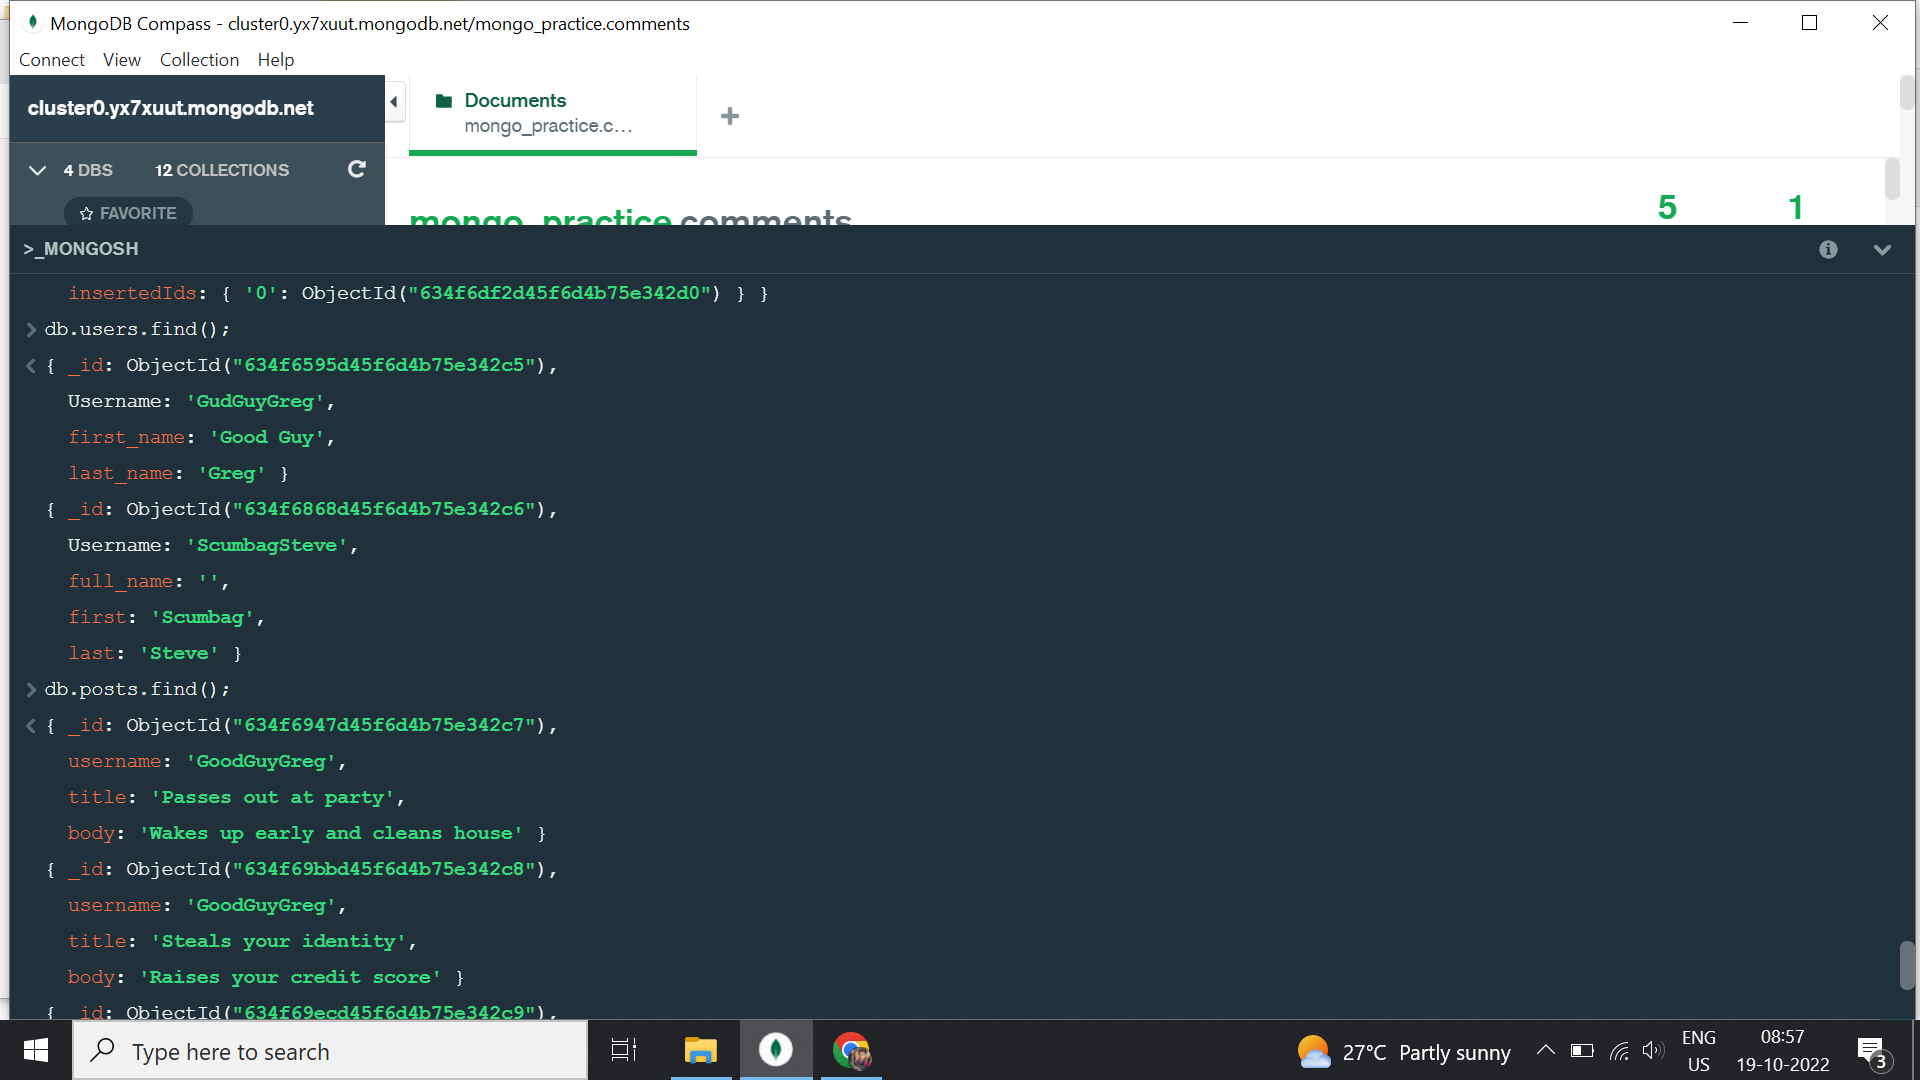 MongoDB Compass - cluster0.yx7xuut.mongodb.net/mongo_practice.comments
Connect View Collection Help
cluster0.yx7xuut.mongodb.net
Documents
mongo_practice.c...
4 DBS 12 COLLECTIONS
FAVORITE
mongo_practice.comments
5 1
>_MONGOSH
insertedIds: { '0': ObjectId("634f6df2d45f6d4b75e342d0") } }
> db.users.find();
< { _id: ObjectId("634f6595d45f6d4b75e342c5"),
Username: 'GudGuyGreg',
first_name: 'Good Guy',
last_name: 'Greg' }
{ _id: ObjectId("634f6868d45f6d4b75e342c6"),
Username: 'ScumbagSteve',
full_name: '',
first: 'Scumbag',
last: 'Steve' }
> db.posts.find();
< { _id: ObjectId("634f6947d45f6d4b75e342c7"),
username: 'GoodGuyGreg',
title: 'Passes out at party',
body: 'Wakes up early and cleans house' }
{ _id: ObjectId("634f69bbd45f6d4b75e342c8"),
username: 'GoodGuyGreg',
title: 'Steals your identity',
body: 'Raises your credit score' }
{ _id: ObjectId("634f69ecd45f6d4b75e342c9"),
Type here to search
27°C Partly sunny
ENG
US
08:57
19-10-2022
3